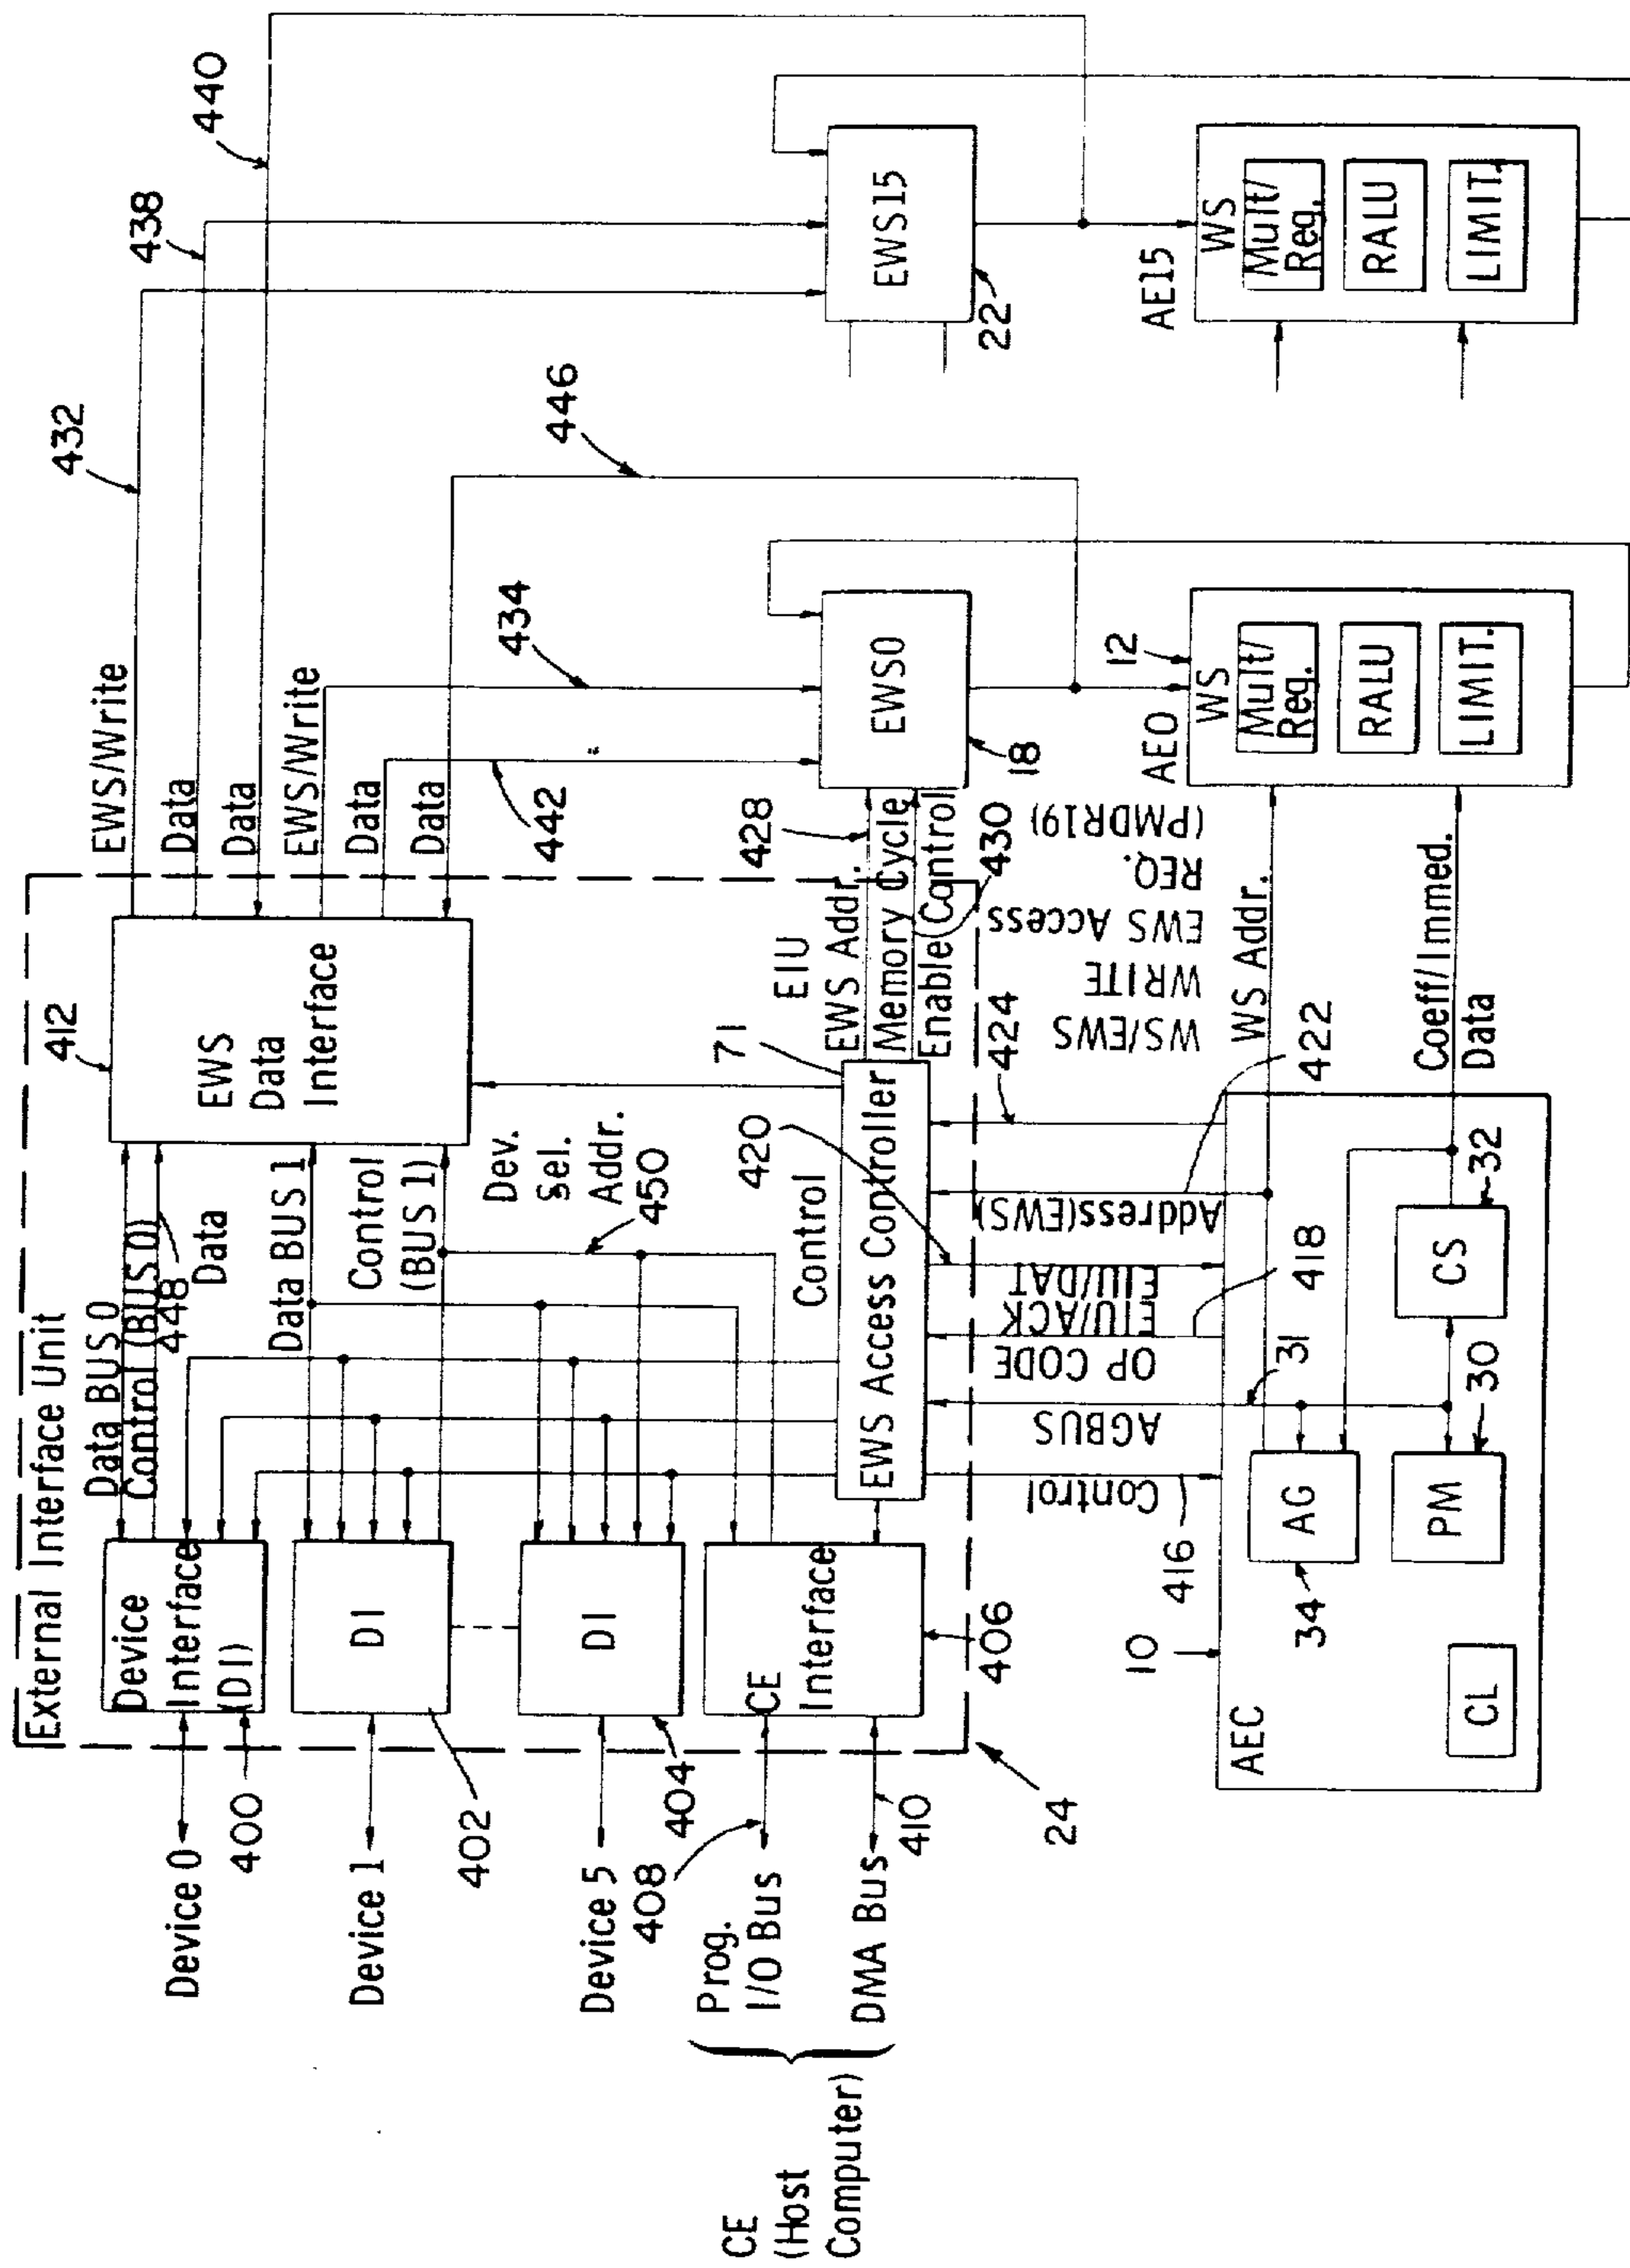 External Interface Unit
Device 0
400
Device
Interface
(DI)
Data BUS 0
Control (BUS 0)
448
Data
412
EWS
Data
Interface
EWS/Write
Data
Data
EWS/Write
Data
Data
432
438
440
Device 1
402
DI
Data BUS 1
Control
(BUS 1)
Dev.
sel.
Addr.
450
434
442
446
Device 5
404
DI
CE
(Host
Computer)
Prog.
I/O Bus
408
DMA Bus
410
CE
Interface
406
24
EWS Access Controller
Control
71
EIU
EWS Addr.
Memory Cycle
Enable Control
428
430
EWS0
18
EWS15
22
416
Control
AGBUS
31
OP CODE
418
EIU/ACK
EIU/DAT
420
Address(EWS)
422
424
WS/EWS
WRITE
EWS Access
REQ.
(PMDR19)
AEC
10
CL
34
AG
PM
30
CS
32
WS Addr.
Coeff/Immed.
Data
AE0
12
WS
Mult/
Reg.
RALU
LIMIT.
AE15
WS
Mult/
Reg.
RALU
LIMIT.